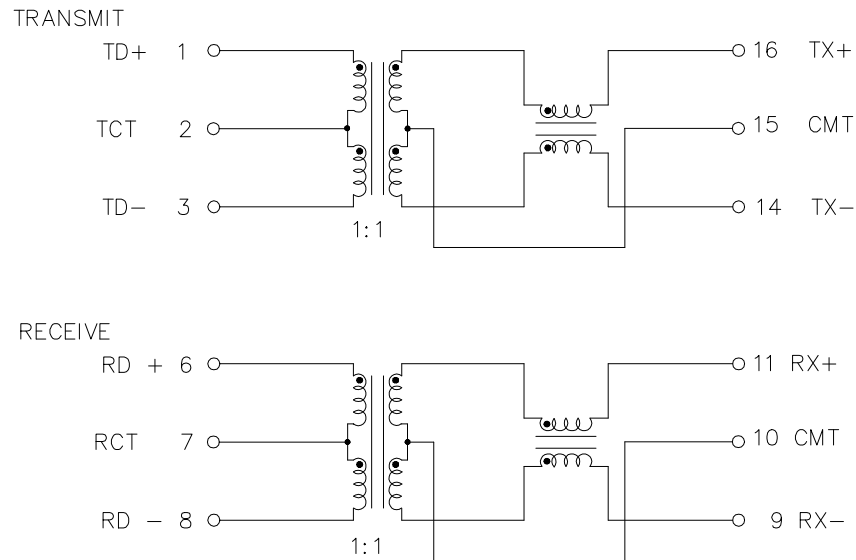 TRANSMIT
TD+ 1 16 TX+
TCT 2 15 CMT
TD- 3 14 TX-
1:1
RECEIVE
RD + 6 11 RX+
RCT 7 10 CMT
RD - 8 9 RX-
1:1